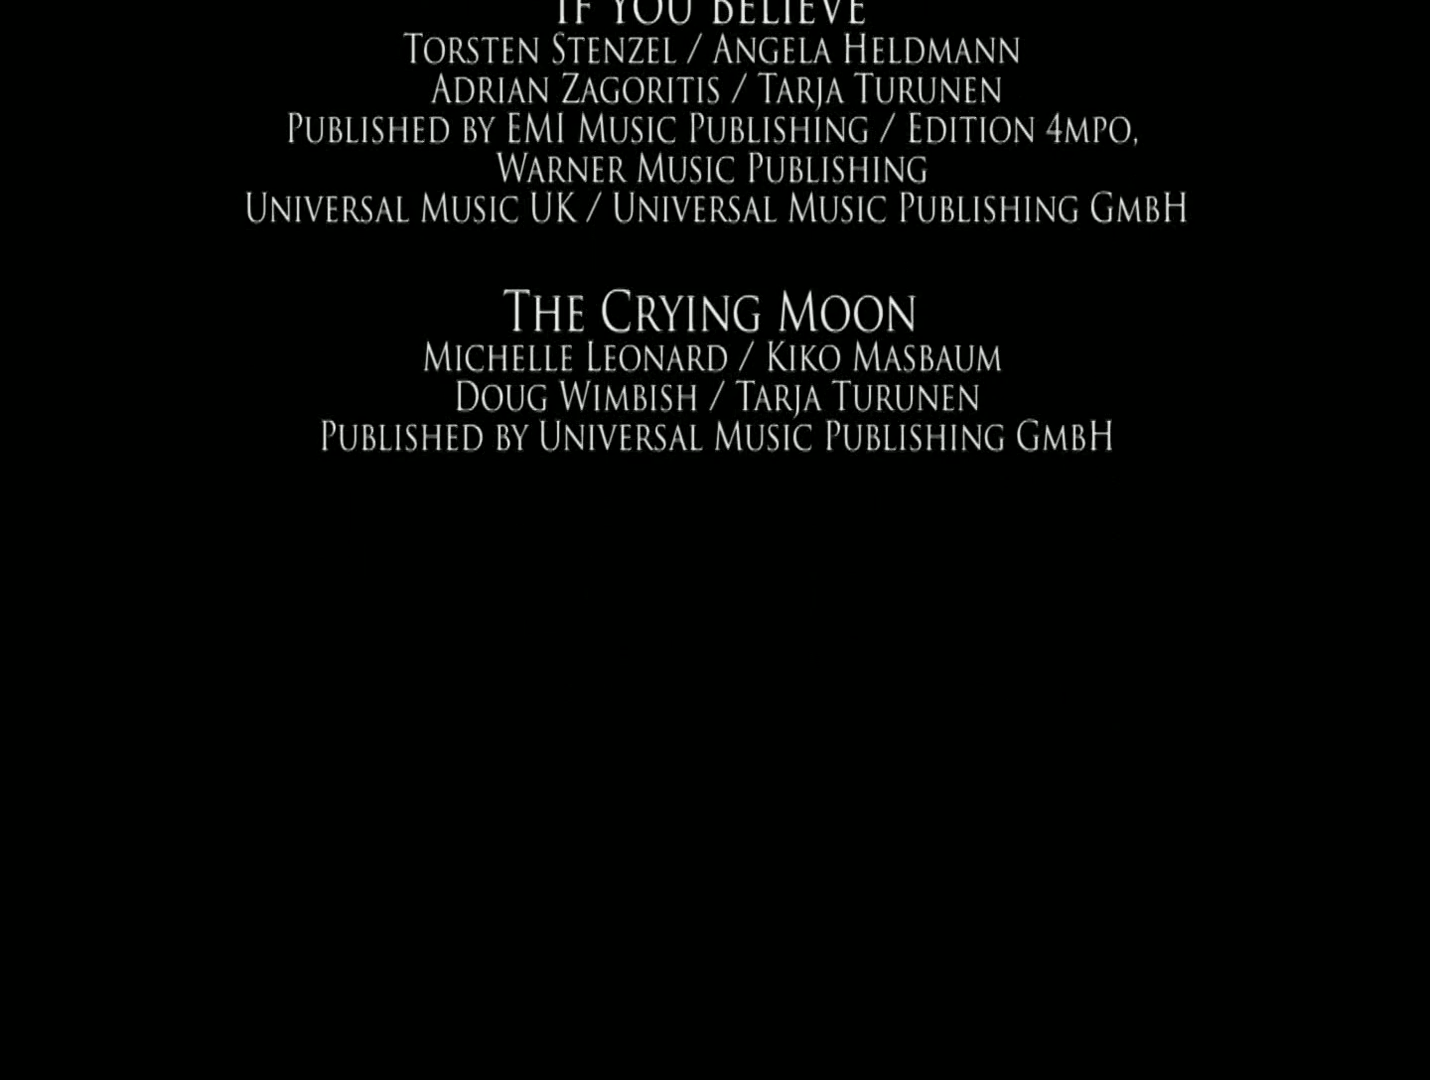 If You Believe
Torsten Stenzel / Angela Heldmann
Adrian Zagoritis / Tarja Turunen
Published by EMI Music Publishing / Edition 4mpo,
Warner Music Publishing
Universal Music UK / Universal Music Publishing GmbH
The Crying Moon
Michelle Leonard / Kiko Masbaum
Doug Wimbish / Tarja Turunen
Published by Universal Music Publishing GmbH